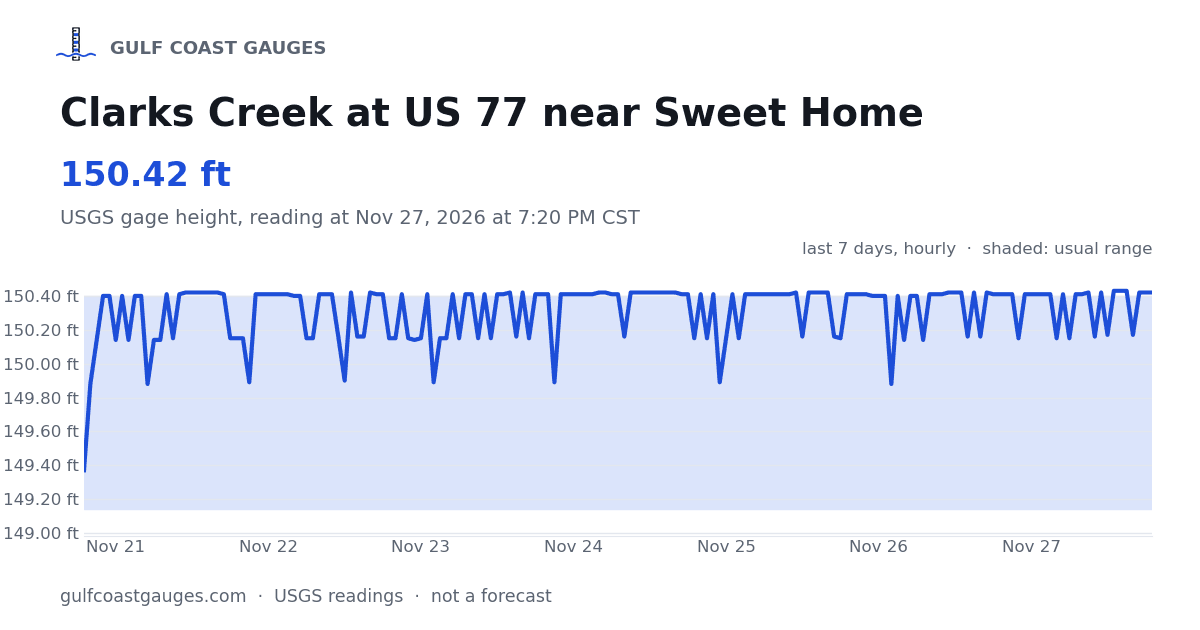 GULF COAST GAUGES
Clarks Creek at US 77 near Sweet Home
150.42 ft
USGS gage height, reading at Nov 27, 2026 at 7:20 PM CST
last 7 days, hourly · shaded: usual range
150.40 ft
150.20 ft
150.00 ft
149.80 ft
149.60 ft
149.40 ft
149.20 ft
149.00 ft
Nov 21 Nov 22 Nov 23 Nov 24 Nov 25 Nov 26 Nov 27
gulfcoastgauges.com · USGS readings · not a forecast